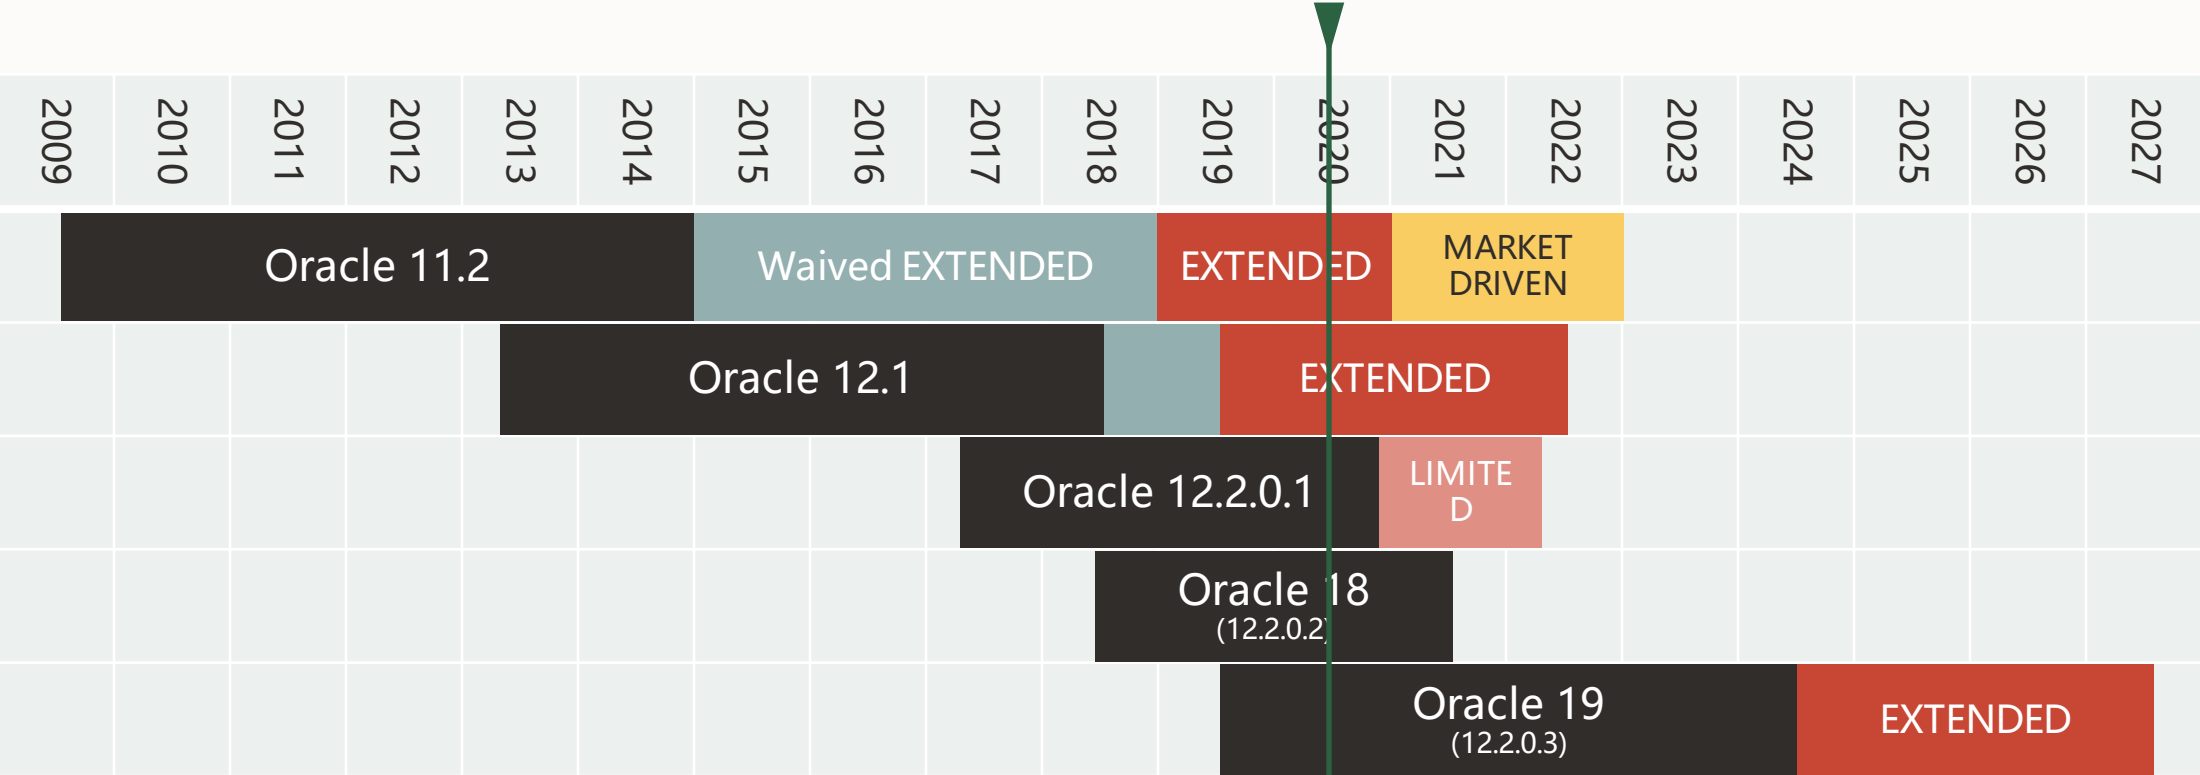 2009
2010
2011
2012
2013
2014
2015
2016
2017
2018
2019
2020
2021
2022
2023
2024
2025
2026
2027
Oracle 11.2
Waived EXTENDED
EXTENDED
MARKET
DRIVEN
Oracle 12.1
EXTENDED
Oracle 12.2.0.1
LIMITE
D
Oracle 18
(12.2.0.2)
Oracle 19
(12.2.0.3)
EXTENDED